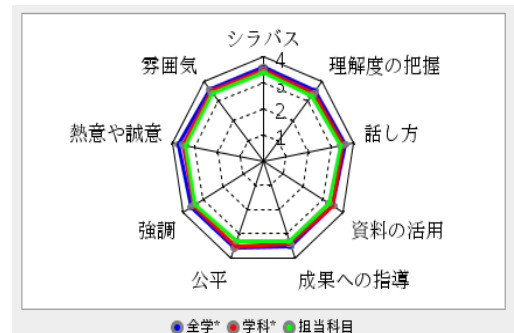 シラバス
雰囲気
理解度の把握
4
3
2
1
熱意や誠意
話し方
強調
資料の活用
公平
成果への指導
全学* 学科* 担当科目